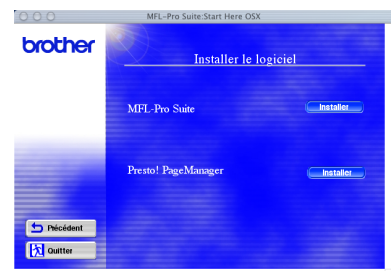 MFL-Pro Suite:Start Here OSX
brother
Installer le logiciel
MFL-Pro Suite
Installer
Presto! PageManager
Installer
Précédent
Quitter